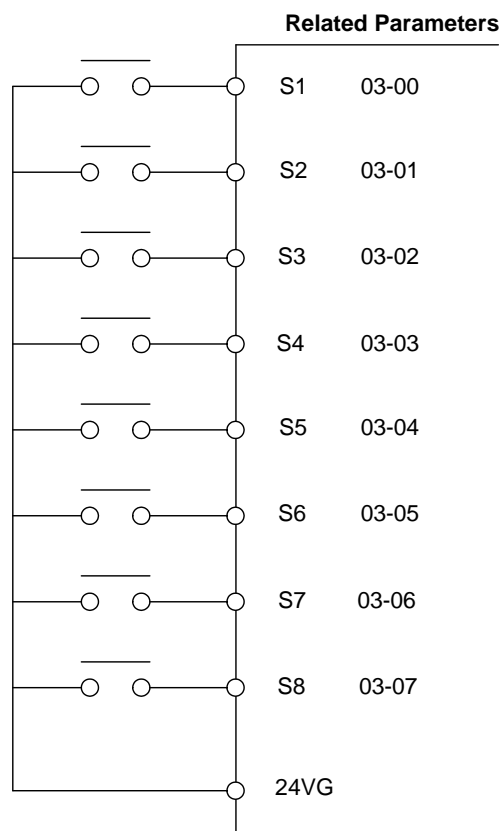 Related Parameters
S1 03-00
S2 03-01
S3 03-02
S4 03-03
S5 03-04
S6 03-05
S7 03-06
S8 03-07
24VG